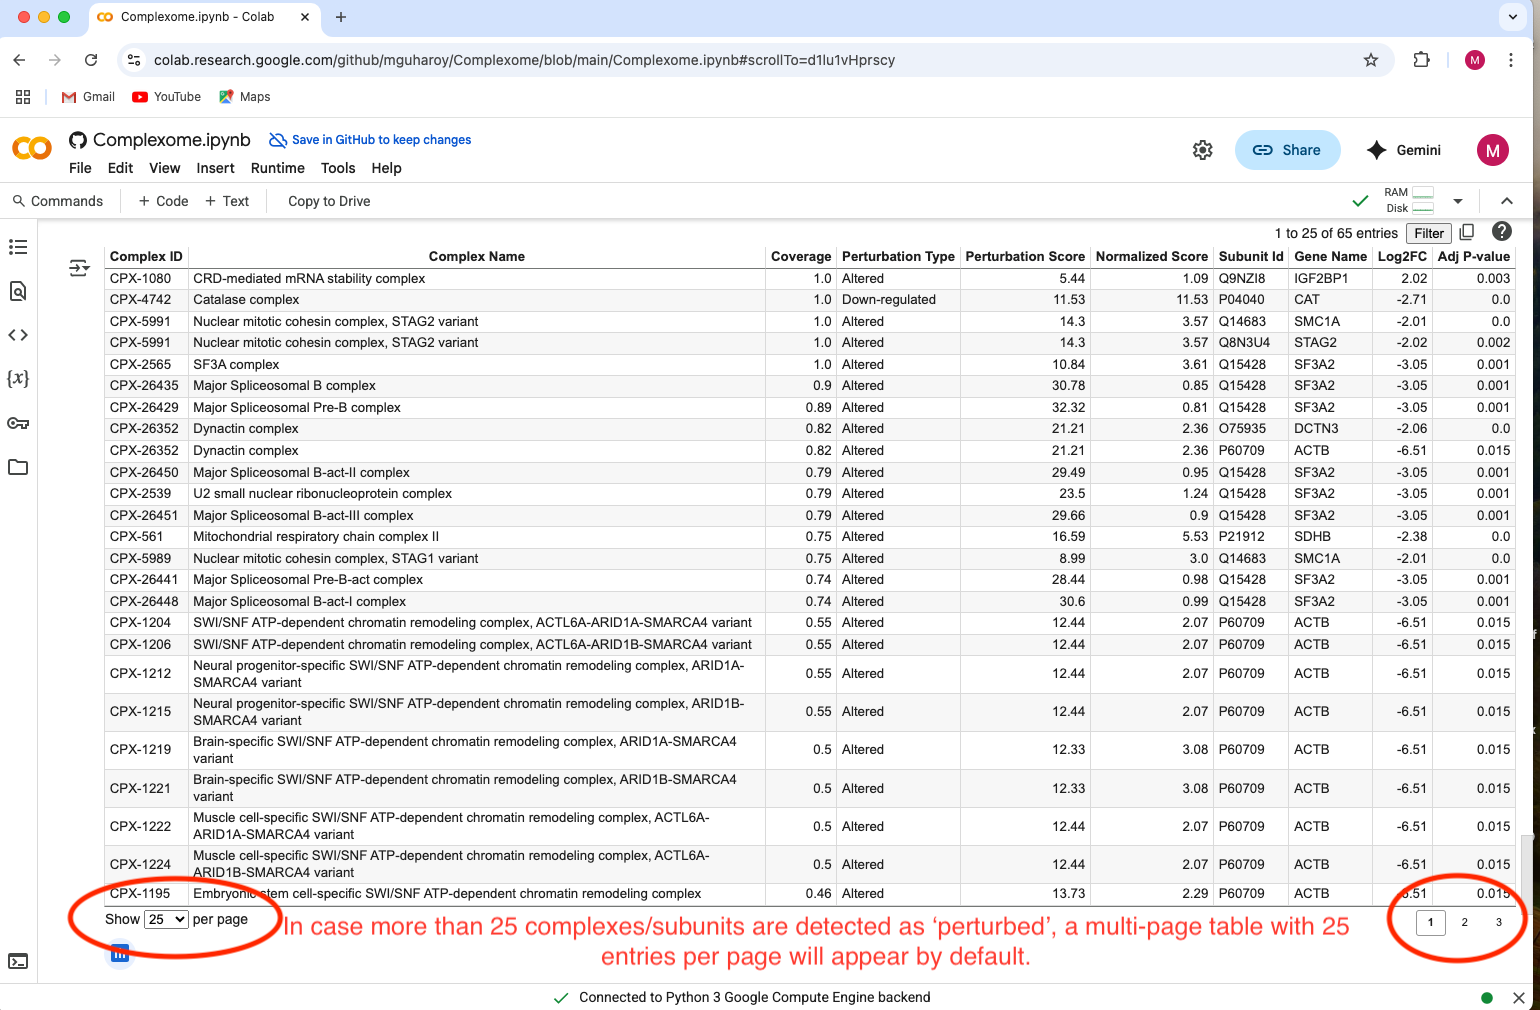 Complexome.ipynb - Colab
colab.research.google.com/github/mguharoy/Complexome/blob/main/Complexome.ipynb#scrollTo=d1lu1vHprscy
M
Gmail YouTube Maps
Complexome.ipynb Save in GitHub to keep changes
Share Gemini M
File Edit View Insert Runtime Tools Help
Commands + Code + Text Copy to Drive
RAM
Disk
1 to 25 of 65 entries Filter
Complex ID Complex Name Coverage Perturbation Type Perturbation Score Normalized Score Subunit Id Gene Name Log2FC Adj P-value
CPX-1080 CRD-mediated mRNA stability complex 1.0 Altered 5.44 1.09 Q9NZI8 IGF2BP1 2.02 0.003
CPX-4742 Catalase complex 1.0 Down-regulated 11.53 11.53 P04040 CAT -2.71 0.0
CPX-5991 Nuclear mitotic cohesin complex, STAG2 variant 1.0 Altered 14.3 3.57 Q14683 SMC1A -2.01 0.0
CPX-5991 Nuclear mitotic cohesin complex, STAG2 variant 1.0 Altered 14.3 3.57 Q8N3U4 STAG2 -2.02 0.002
CPX-2565 SF3A complex 1.0 Altered 10.84 3.61 Q15428 SF3A2 -3.05 0.001
CPX-26435 Major Spliceosomal B complex 0.9 Altered 30.78 0.85 Q15428 SF3A2 -3.05 0.001
CPX-26429 Major Spliceosomal Pre-B complex 0.89 Altered 32.32 0.81 Q15428 SF3A2 -3.05 0.001
CPX-26352 Dynactin complex 0.82 Altered 21.21 2.36 O75935 DCTN3 -2.06 0.0
CPX-26352 Dynactin complex 0.82 Altered 21.21 2.36 P60709 ACTB -6.51 0.015
CPX-26450 Major Spliceosomal B-act-II complex 0.79 Altered 29.49 0.95 Q15428 SF3A2 -3.05 0.001
CPX-2539 U2 small nuclear ribonucleoprotein complex 0.79 Altered 23.5 1.24 Q15428 SF3A2 -3.05 0.001
CPX-26451 Major Spliceosomal B-act-III complex 0.79 Altered 29.66 0.9 Q15428 SF3A2 -3.05 0.001
CPX-561 Mitochondrial respiratory chain complex II 0.75 Altered 16.59 5.53 P21912 SDHB -2.38 0.0
CPX-5989 Nuclear mitotic cohesin complex, STAG1 variant 0.75 Altered 8.99 3.0 Q14683 SMC1A -2.01 0.0
CPX-26441 Major Spliceosomal Pre-B-act complex 0.74 Altered 28.44 0.98 Q15428 SF3A2 -3.05 0.001
CPX-26448 Major Spliceosomal B-act-I complex 0.74 Altered 30.6 0.99 Q15428 SF3A2 -3.05 0.001
CPX-1204 SWI/SNF ATP-dependent chromatin remodeling complex, ACTL6A-ARID1A-SMARCA4 variant 0.55 Altered 12.44 2.07 P60709 ACTB -6.51 0.015
CPX-1206 SWI/SNF ATP-dependent chromatin remodeling complex, ACTL6A-ARID1B-SMARCA4 variant 0.55 Altered 12.44 2.07 P60709 ACTB -6.51 0.015
CPX-1212 Neural progenitor-specific SWI/SNF ATP-dependent chromatin remodeling complex, ARID1A-
SMARCA4 variant 0.55 Altered 12.44 2.07 P60709 ACTB -6.51 0.015
CPX-1215 Neural progenitor-specific SWI/SNF ATP-dependent chromatin remodeling complex, ARID1B-
SMARCA4 variant 0.55 Altered 12.44 2.07 P60709 ACTB -6.51 0.015
CPX-1219 Brain-specific SWI/SNF ATP-dependent chromatin remodeling complex, ARID1A-SMARCA4
variant 0.5 Altered 12.33 3.08 P60709 ACTB -6.51 0.015
CPX-1221 Brain-specific SWI/SNF ATP-dependent chromatin remodeling complex, ARID1B-SMARCA4
variant 0.5 Altered 12.33 3.08 P60709 ACTB -6.51 0.015
CPX-1222 Muscle cell-specific SWI/SNF ATP-dependent chromatin remodeling complex, ACTL6A-
ARID1A-SMARCA4 variant 0.5 Altered 12.44 2.07 P60709 ACTB -6.51 0.015
CPX-1224 Muscle cell-specific SWI/SNF ATP-dependent chromatin remodeling complex, ACTL6A-
ARID1B-SMARCA4 variant 0.5 Altered 12.44 2.07 P60709 ACTB -6.51 0.015
CPX-1195 Embryonic stem cell-specific SWI/SNF ATP-dependent chromatin remodeling complex 0.46 Altered 13.73 2.29 P60709 ACTB -6.51 0.015
Show 25 per page
1 2 3
In case more than 25 complexes/subunits are detected as ‘perturbed’, a multi-page table with 25
entries per page will appear by default.
Connected to Python 3 Google Compute Engine backend